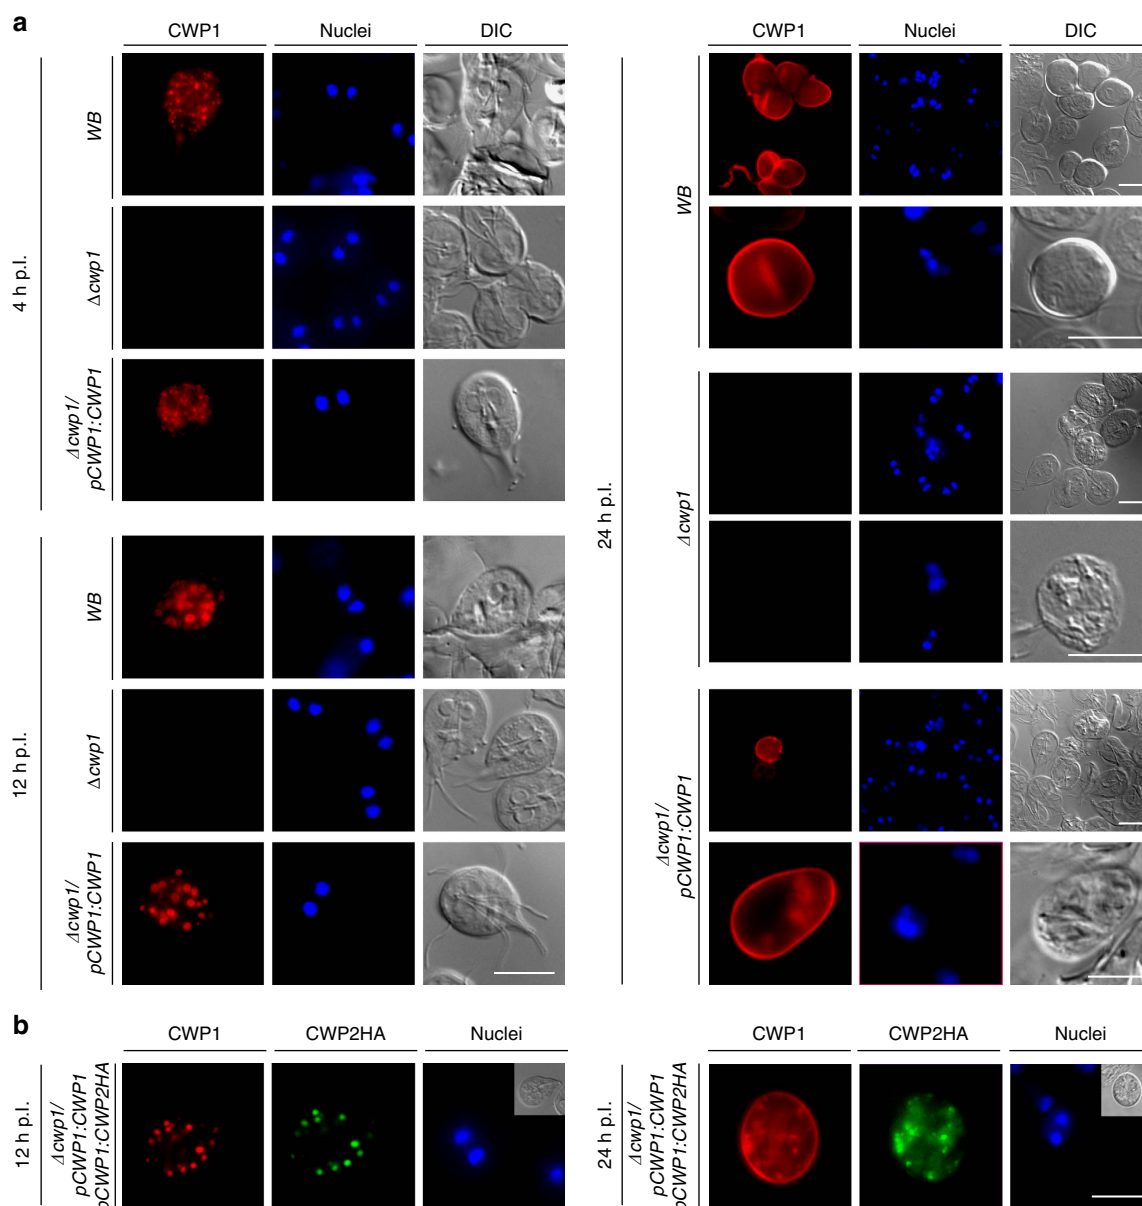 a
CWP1 Nuclei DIC
4 h p.l.
WB
Δcwp1
Δcwp1/
pCWP1:CWP1
12 h p.l.
WB
Δcwp1
Δcwp1/
pCWP1:CWP1
CWP1 Nuclei DIC
24 h p.l.
WB
Δcwp1
Δcwp1/
pCWP1:CWP1
b
CWP1 CWP2HA Nuclei
12 h p.l.
Δcwp1/
pCWP1:CWP1
pCWP1:CWP2HA
CWP1 CWP2HA Nuclei
24 h p.l.
Δcwp1/
pCWP1:CWP1
pCWP1:CWP2HA